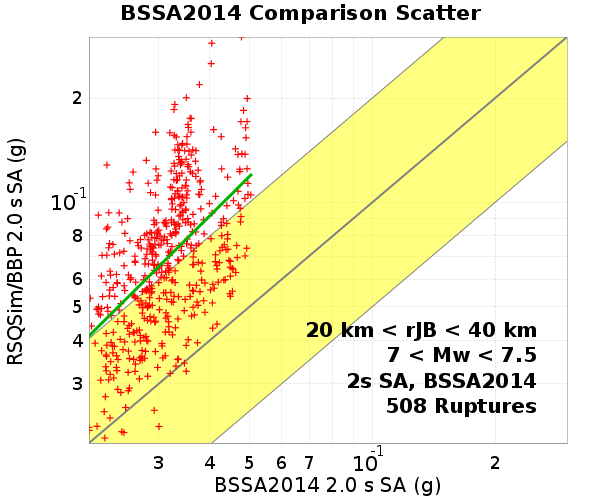 BSSA2014 Comparison Scatter
RSQSim/BBP 2.0 s SA (g)
2
10-1
8
6
5
4
3
20 km < rJB < 40 km
7 < Mw < 7.5
2s SA, BSSA2014
508 Ruptures
3 4 5 6 7 10-1 2
BSSA2014 2.0 s SA (g)